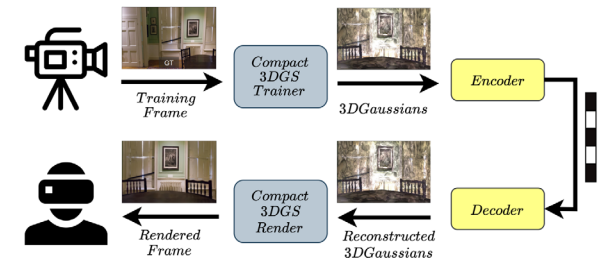 GT
Training
Frame
Compact
3DGS
Trainer
3DGaussians
Encoder
Decoder
Reconstructed
3DGaussians
Compact
3DGS
Render
Rendered
Frame